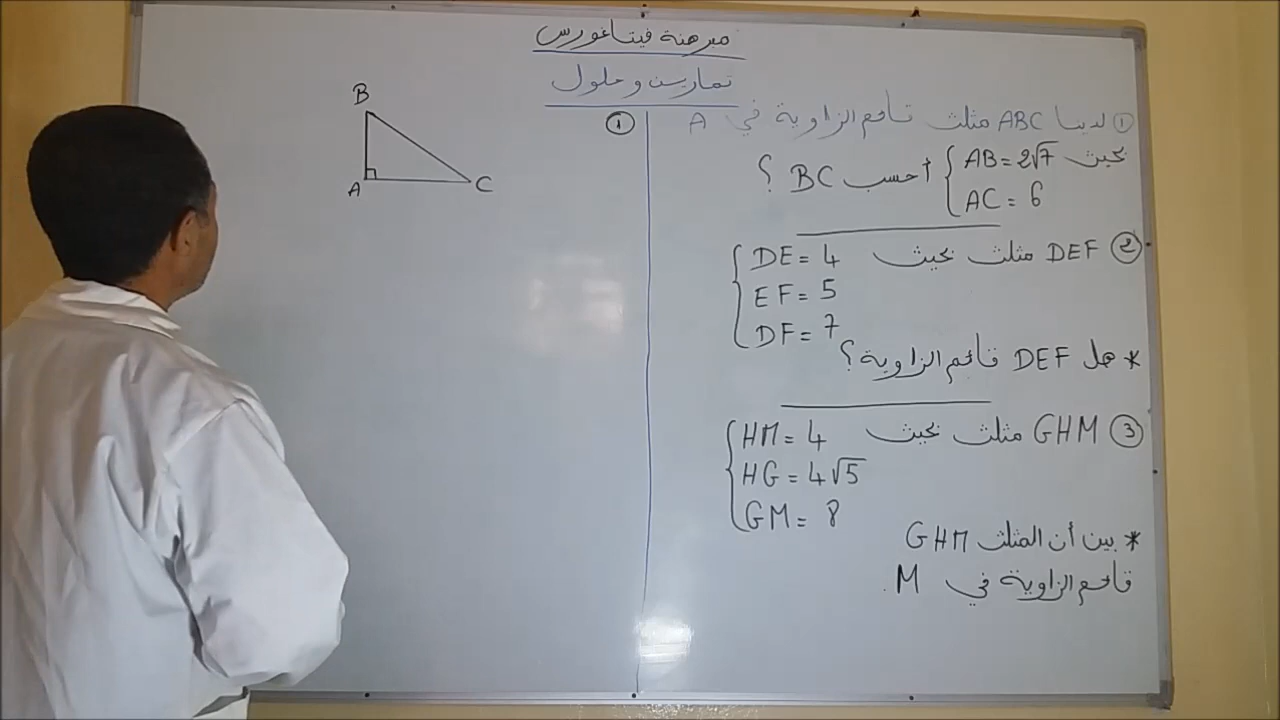 مبرهنة فيتاغورس
تمارين و حلول
① لدينا ABC مثلث قائم الزاوية في A
بحيث { AB = 2√7
AC = 6
أحسب BC ؟
② DEF مثلث بحيث
{ DE = 4
EF = 5
DF = 7
* هل DEF قائم الزاوية؟
③ GHM مثلث بحيث
{ HM = 4
HG = 4√5
GM = 8
* بين أن المثلث GHM
قائم الزاوية في M.
①
B
A
C